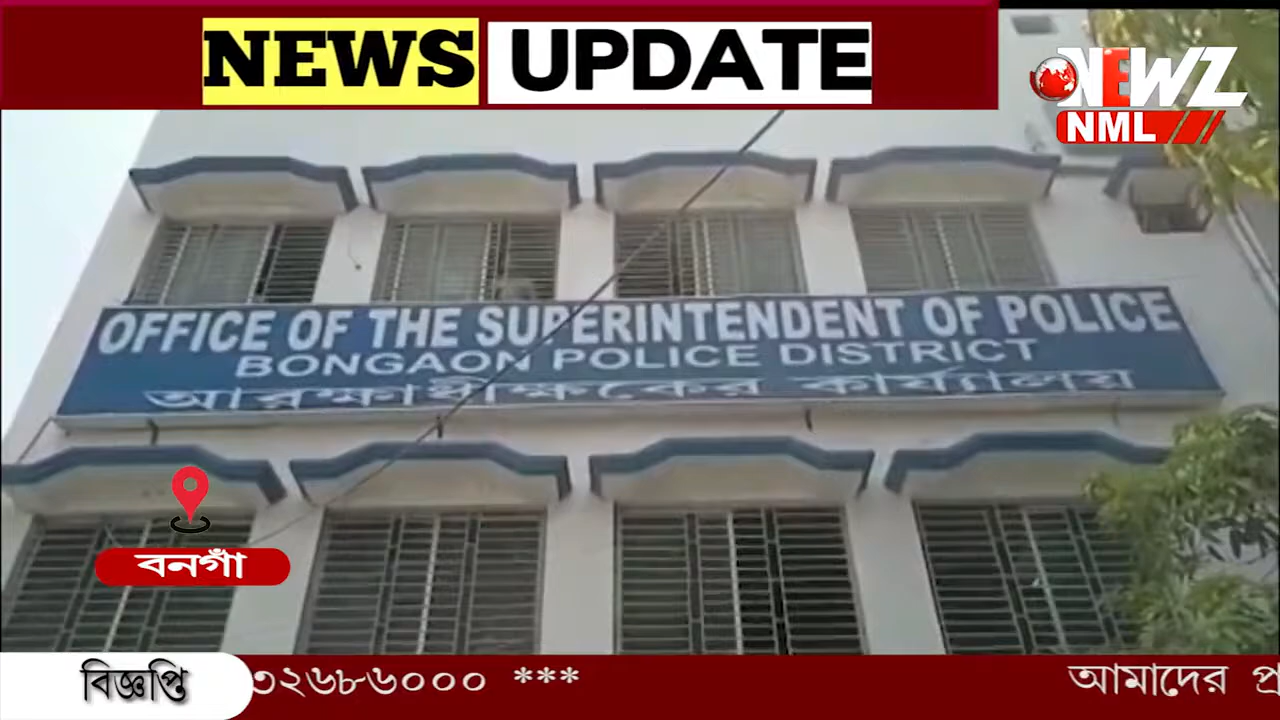 NEWS UPDATE
NEWZ
NML
OFFICE OF THE SUPERINTENDENT OF POLICE
BONGAON POLICE DISTRICT
আরক্ষাধীক্ষকের কার্য্যালয়
বনগাঁ
বিজ্ঞপ্তি
৩২৬৮৬০০০ ***
আমাদের প্র